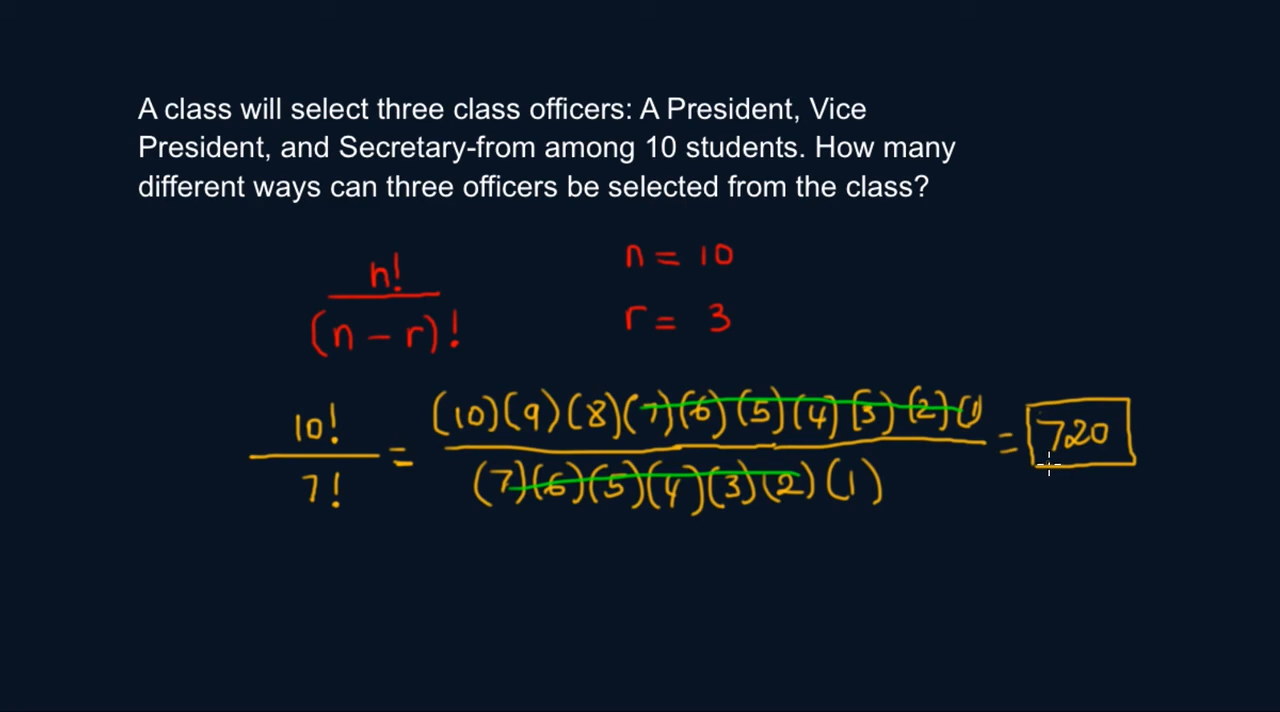 A class will select three class officers: A President, Vice
President, and Secretary-from among 10 students. How many
different ways can three officers be selected from the class?
n!
(n - r)!
n = 10
r = 3
10!
7!
=
(10)(9)(8)(7)(6)(5)(4)(3)(2)(1)
(7)(6)(5)(4)(3)(2)(1)
= 720